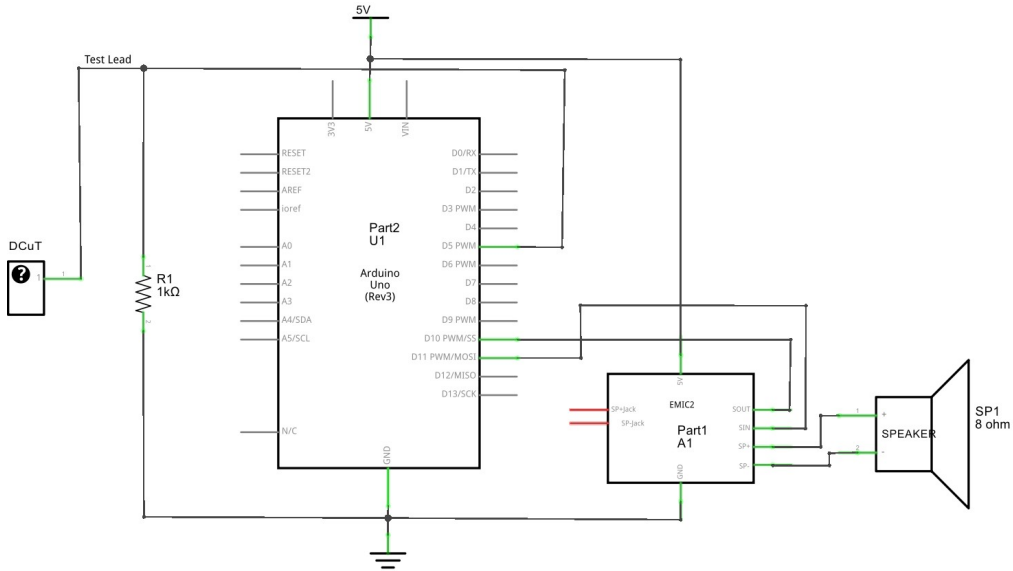 5V
Test Lead
3V3
5V
VIN
RESET
RESET2
AREF
ioref
A0
A1
A2
A3
A4/SDA
A5/SCL
N/C
D0/RX
D1/TX
D2
D3 PWM
D4
D5 PWM
D6 PWM
D7
D8
D9 PWM
D10 PWM/SS
D11 PWM/MOSI
D12/MISO
D13/SCK
GND
Part2
U1
Arduino
Uno
(Rev3)
DCuT
?
1
1
R1
1kΩ
1
2
5V
EMIC2
Part1
A1
SP+Jack
SP-Jack
SOUT
SIN
SP+
SP-
GND
1
2
+
-
SPEAKER
SP1
8 ohm